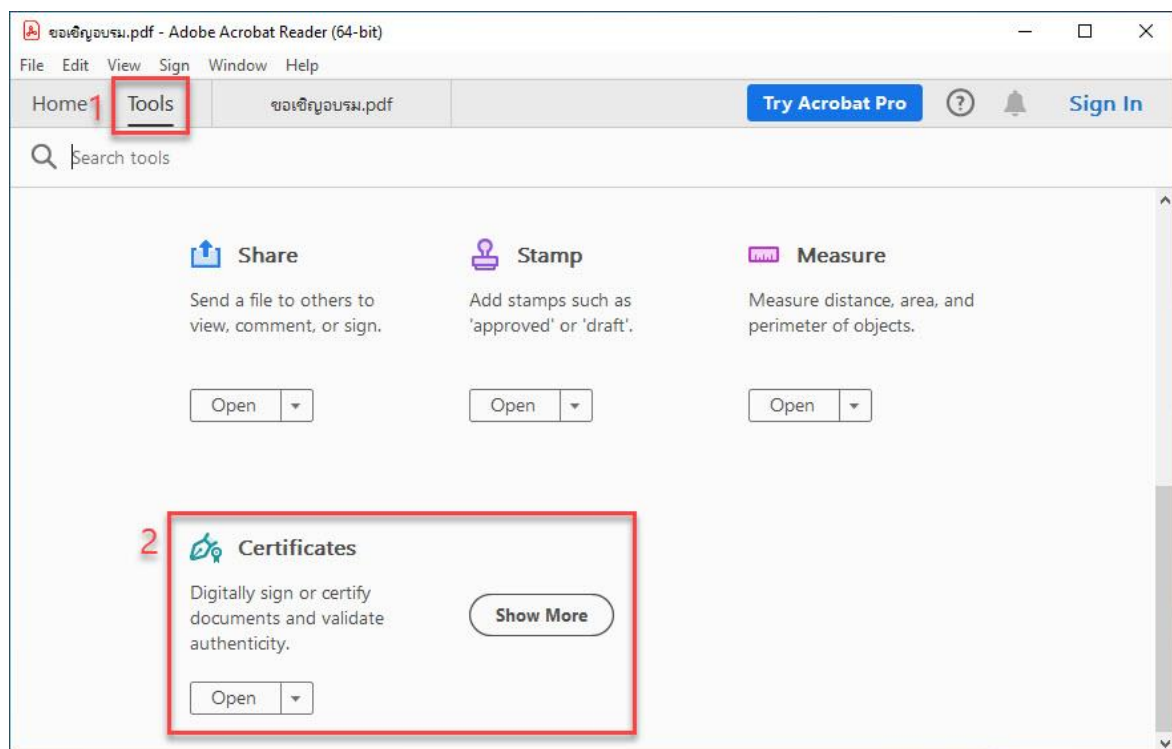 ขอเชิญอบรม.pdf - Adobe Acrobat Reader (64-bit)
File Edit View Sign Window Help
Home 1 Tools ขอเชิญอบรม.pdf Try Acrobat Pro ? Sign In
Search tools
Share
Send a file to others to
view, comment, or sign.
Open
Stamp
Add stamps such as
'approved' or 'draft'.
Open
Measure
Measure distance, area, and
perimeter of objects.
Open
2
Certificates
Digitally sign or certify
documents and validate
authenticity.
Open
Show More